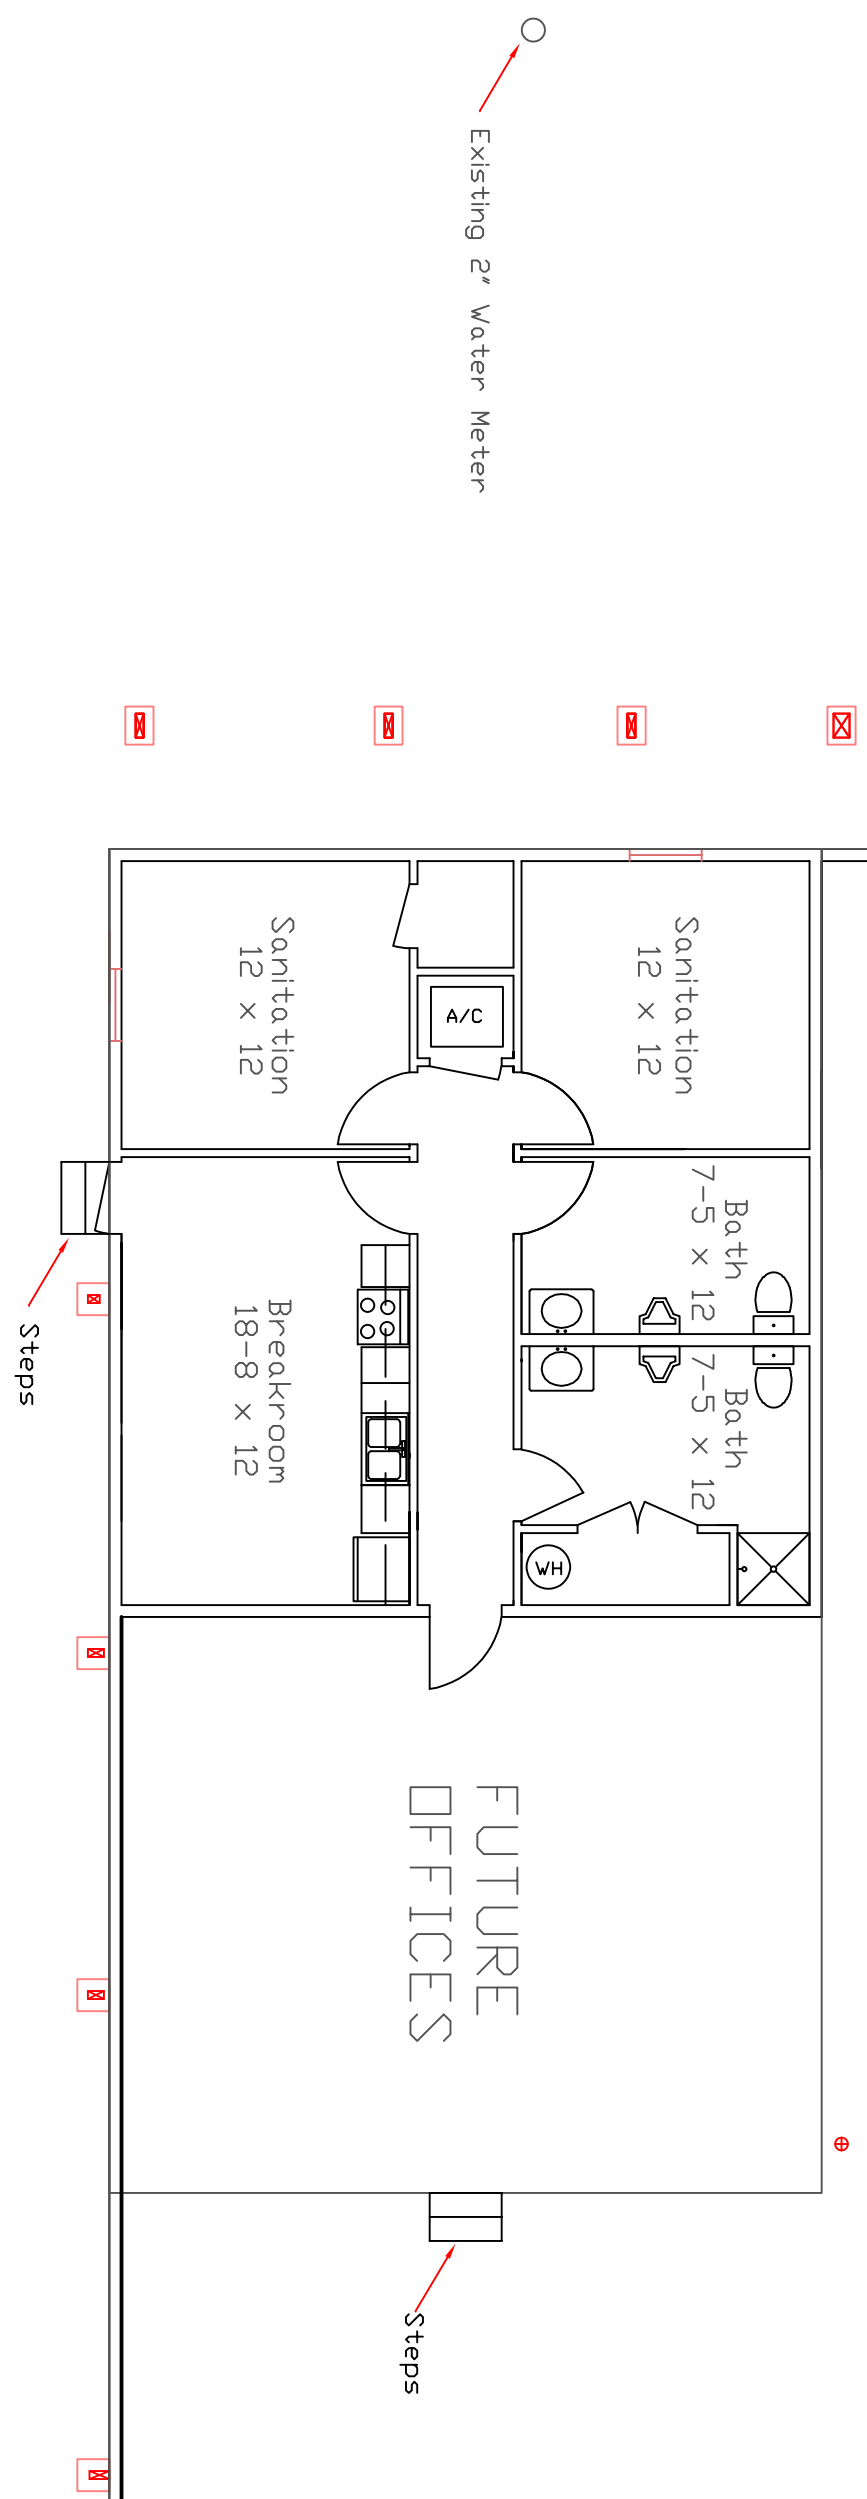 Existing 2" Water Meter
Sanitation
12 x 12
A/C
Sanitation
12 x 12
Bath
7-5 x 12
Bath
7-5 x 12
Breakroom
18-8 x 12
Steps
WH
FUTURE
OFFICES
Steps